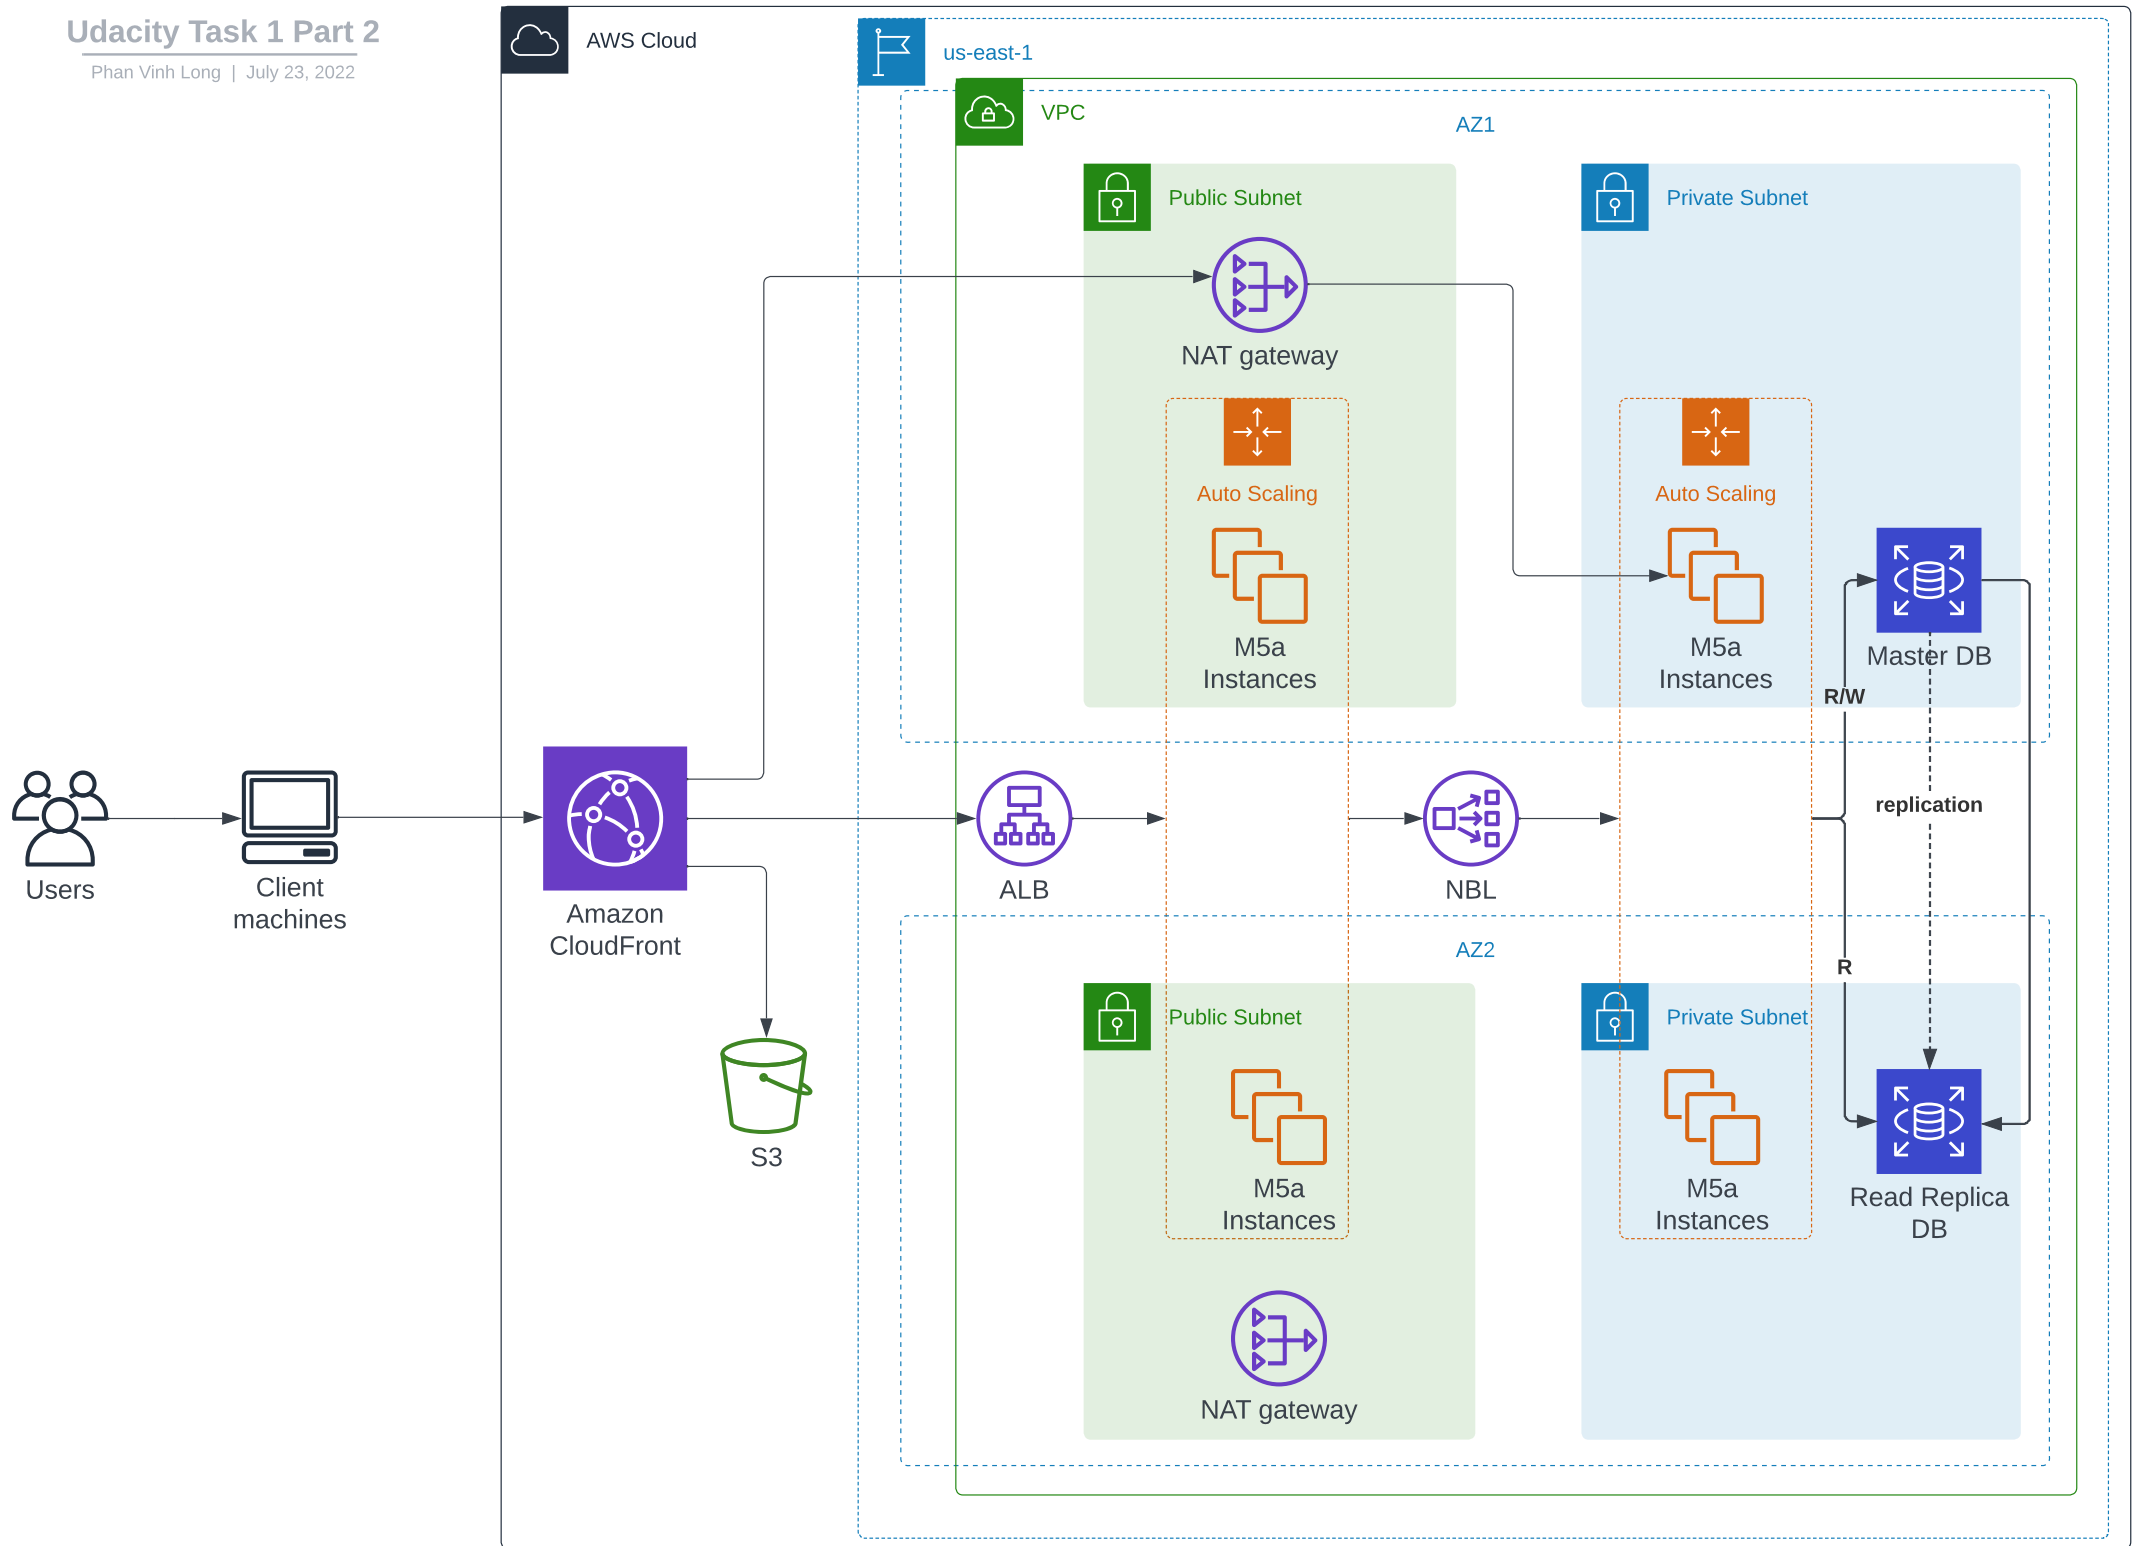 Udacity Task 1 Part 2
Phan Vinh Long | July 23, 2022
AWS Cloud
us-east-1
VPC
AZ1
Public Subnet
Private Subnet
NAT gateway
Auto Scaling
Auto Scaling
M5a
Instances
M5a
Instances
Master DB
R/W
replication
Users
Client
machines
Amazon
CloudFront
ALB
NBL
AZ2
R
Public Subnet
Private Subnet
S3
M5a
Instances
M5a
Instances
Read Replica
DB
NAT gateway